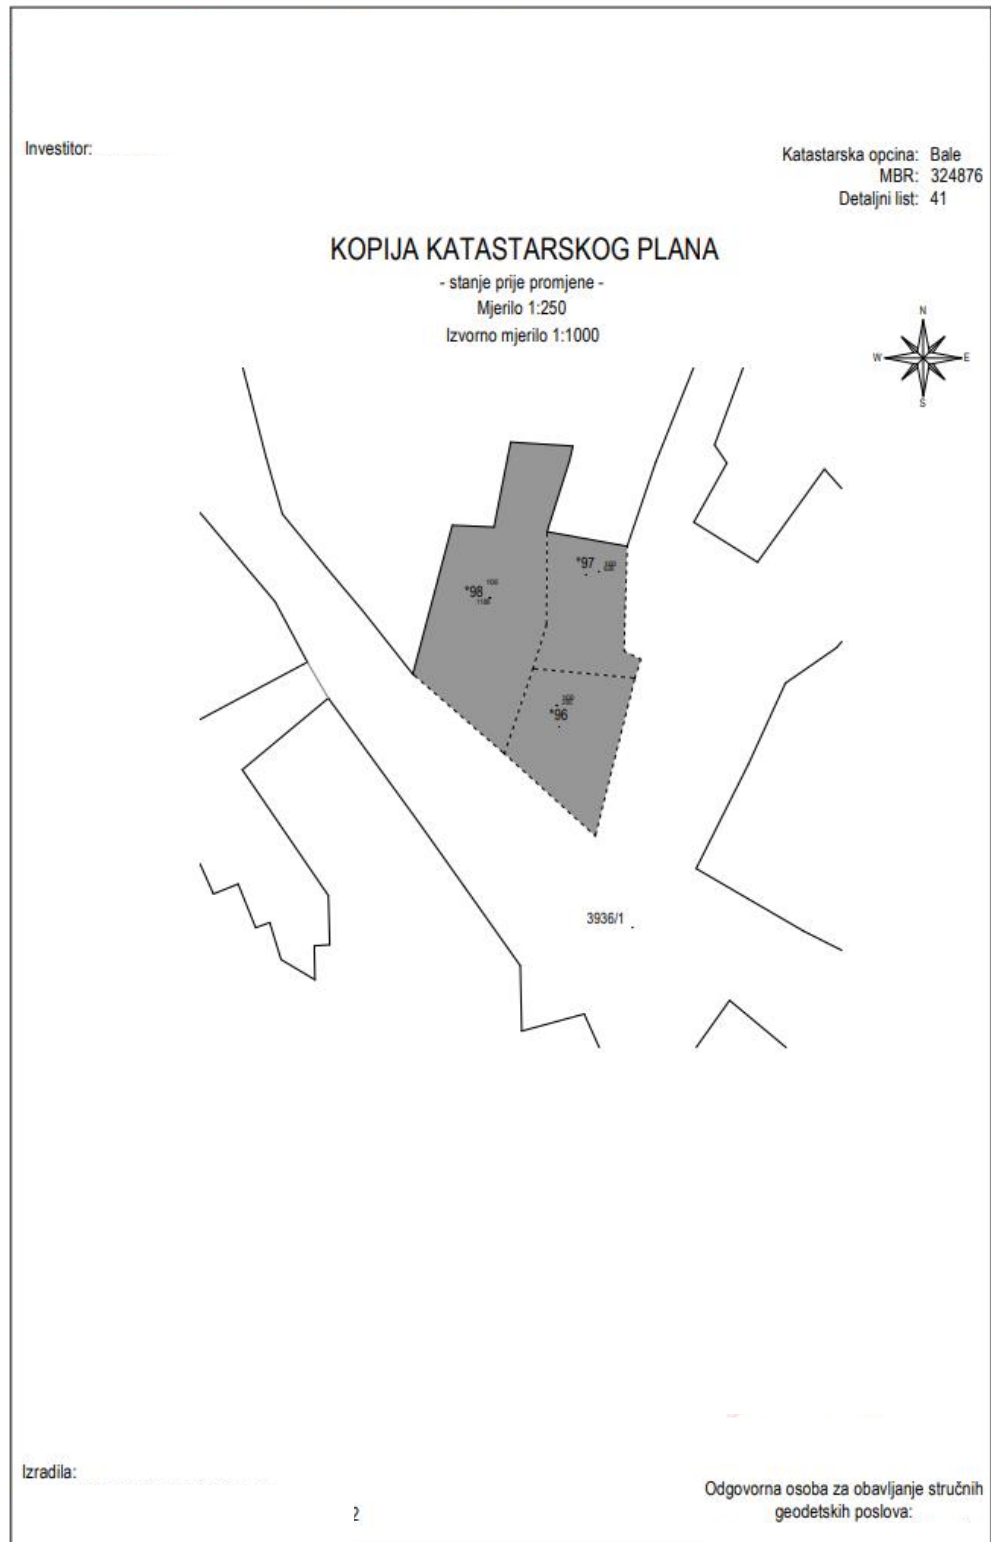 Investitor:
Katastarska opcina: Bale
MBR: 324876
Detaljni list: 41
KOPIJA KATASTARSKOG PLANA
- stanje prije promjene -
Mjerilo 1:250
Izvorno mjerilo 1:1000
N
W E
S
*97
*98
*96
3936/1
Izradila:
Odgovorna osoba za obavljanje stručnih
geodetskih poslova:
2